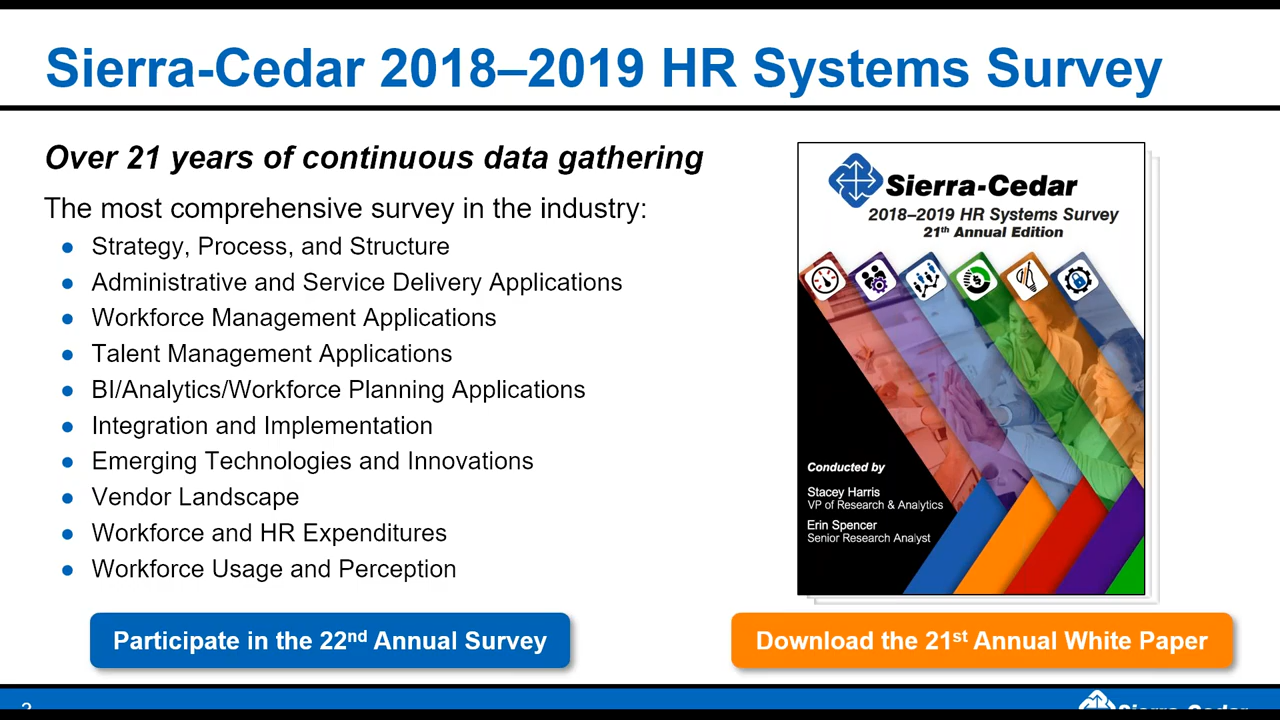 Sierra-Cedar 2018–2019 HR Systems Survey
Over 21 years of continuous data gathering
The most comprehensive survey in the industry:
● Strategy, Process, and Structure
● Administrative and Service Delivery Applications
● Workforce Management Applications
● Talent Management Applications
● BI/Analytics/Workforce Planning Applications
● Integration and Implementation
● Emerging Technologies and Innovations
● Vendor Landscape
● Workforce and HR Expenditures
● Workforce Usage and Perception
Participate in the 22nd Annual Survey
Sierra-Cedar
2018–2019 HR Systems Survey
21th Annual Edition
Conducted by
Stacey Harris
VP of Research & Analytics
Erin Spencer
Senior Research Analyst
Download the 21st Annual White Paper
Sierra-Cedar